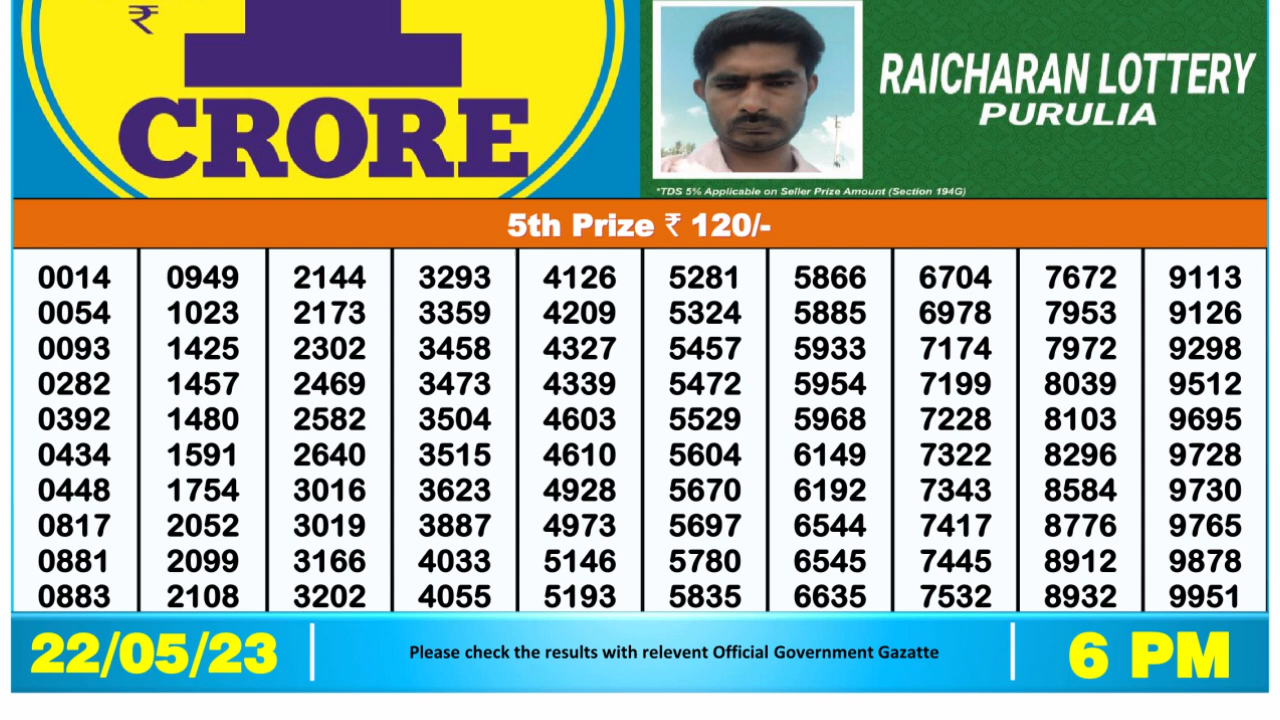 ₹
1
CRORE
RAICHARAN LOTTERY
PURULIA
*TDS 5% Applicable on Seller Prize Amount (Section 194G)
5th Prize ₹ 120/-
0014 0949 2144 3293 4126 5281 5866 6704 7672 9113
0054 1023 2173 3359 4209 5324 5885 6978 7953 9126
0093 1425 2302 3458 4327 5457 5933 7174 7972 9298
0282 1457 2469 3473 4339 5472 5954 7199 8039 9512
0392 1480 2582 3504 4603 5529 5968 7228 8103 9695
0434 1591 2640 3515 4610 5604 6149 7322 8296 9728
0448 1754 3016 3623 4928 5670 6192 7343 8584 9730
0817 2052 3019 3887 4973 5697 6544 7417 8776 9765
0881 2099 3166 4033 5146 5780 6545 7445 8912 9878
0883 2108 3202 4055 5193 5835 6635 7532 8932 9951
22/05/23
Please check the results with relevent Official Government Gazatte
6 PM